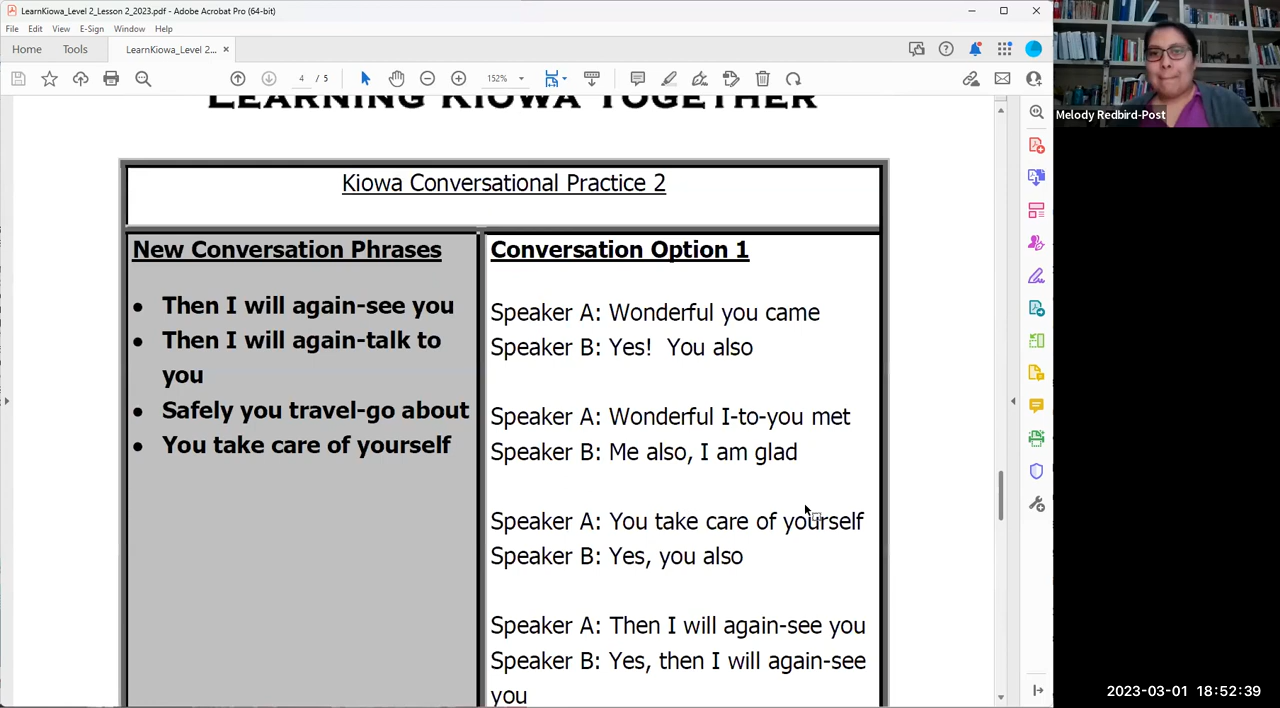 LearnKiowa_Level 2_Lesson 2_2023.pdf - Adobe Acrobat Pro (64-bit)
File Edit View E-Sign Window Help
Home Tools LearnKiowa_Level 2... ×
4 / 5 152%
LEARNING KIOWA TOGETHER
Melody Redbird-Post
Kiowa Conversational Practice 2
New Conversation Phrases
• Then I will again-see you
• Then I will again-talk to
you
• Safely you travel-go about
• You take care of yourself
Conversation Option 1
Speaker A: Wonderful you came
Speaker B: Yes!  You also
Speaker A: Wonderful I-to-you met
Speaker B: Me also, I am glad
Speaker A: You take care of yourself
Speaker B: Yes, you also
Speaker A: Then I will again-see you
Speaker B: Yes, then I will again-see
you
2023-03-01 18:52:39